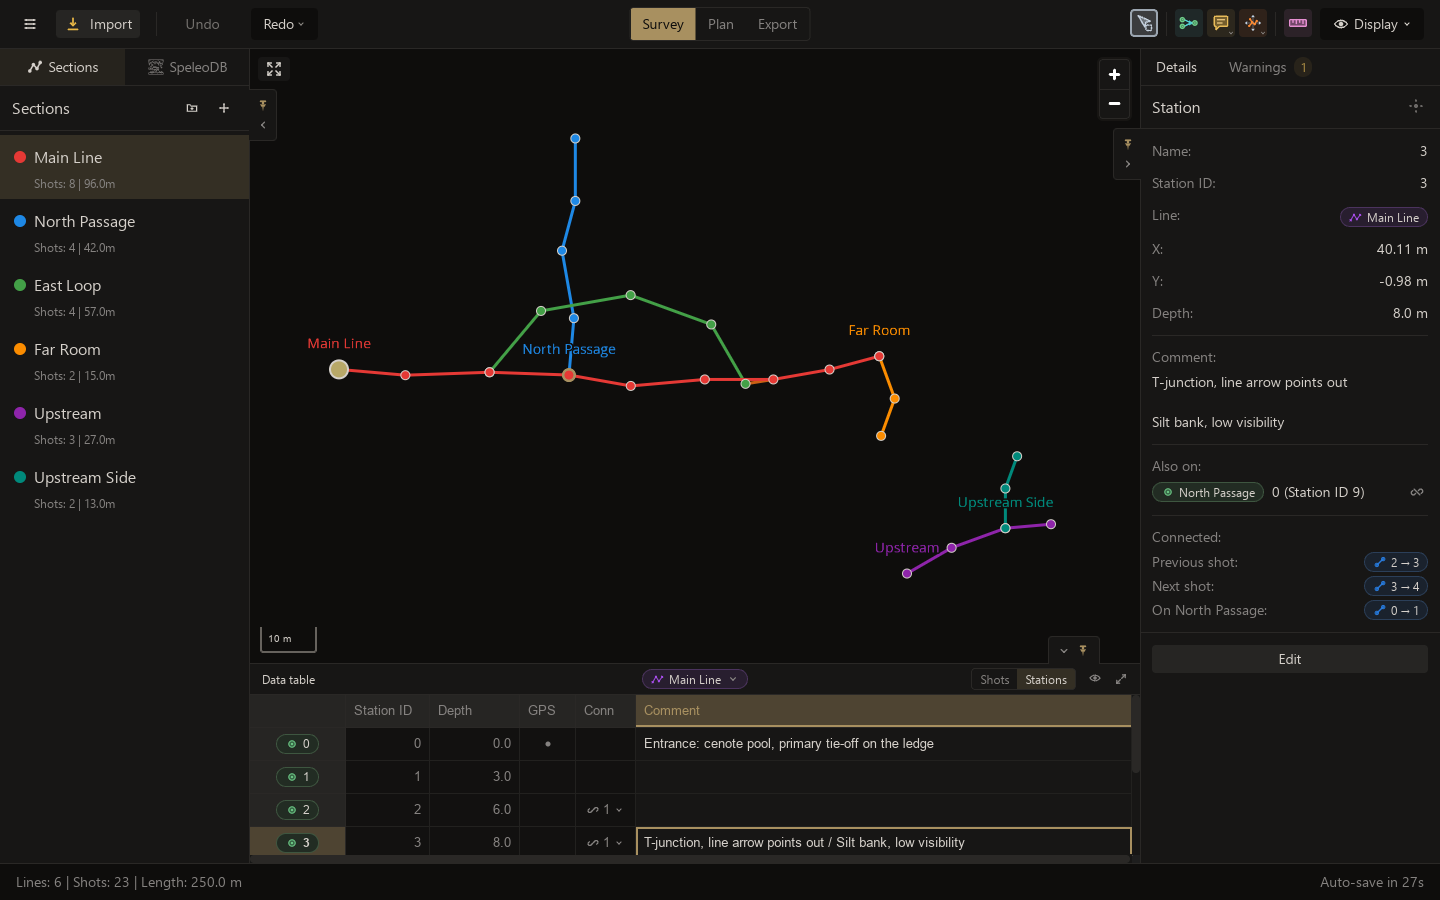 Import
Undo
Redo
Survey
Plan
Export
Display
Sections
SpeleoDB
Details
Warnings
1
Sections
Main Line
Shots: 8 | 96.0m
North Passage
Shots: 4 | 42.0m
East Loop
Shots: 4 | 57.0m
Far Room
Shots: 2 | 15.0m
Upstream
Shots: 3 | 27.0m
Upstream Side
Shots: 2 | 13.0m
Main Line
North Passage
Far Room
Upstream Side
Upstream
10 m
Station
Name:
3
Station ID:
3
Line:
Main Line
X:
40.11 m
Y:
-0.98 m
Depth:
8.0 m
Comment:
T-junction, line arrow points out
Silt bank, low visibility
Also on:
North Passage
0 (Station ID 9)
Connected:
Previous shot:
2 → 3
Next shot:
3 → 4
On North Passage:
0 → 1
Edit
Data table
Main Line
Shots
Stations
Station ID
Depth
GPS
Conn
Comment
0
0
0.0
Entrance: cenote pool, primary tie-off on the ledge
1
1
3.0
2
2
6.0
1
3
3
8.0
1
T-junction, line arrow points out / Silt bank, low visibility
Lines: 6 | Shots: 23 | Length: 250.0 m
Auto-save in 27s